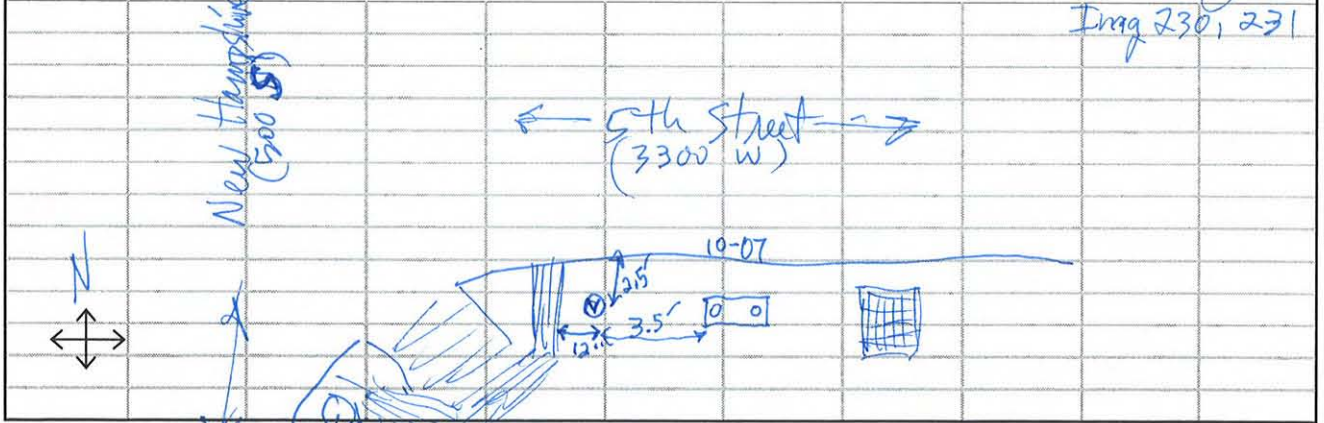 Img 230, 231
New Hampshire
(500 S)
5th Street
(3300 W)
N
10-07
2.5'
3.5'
12"